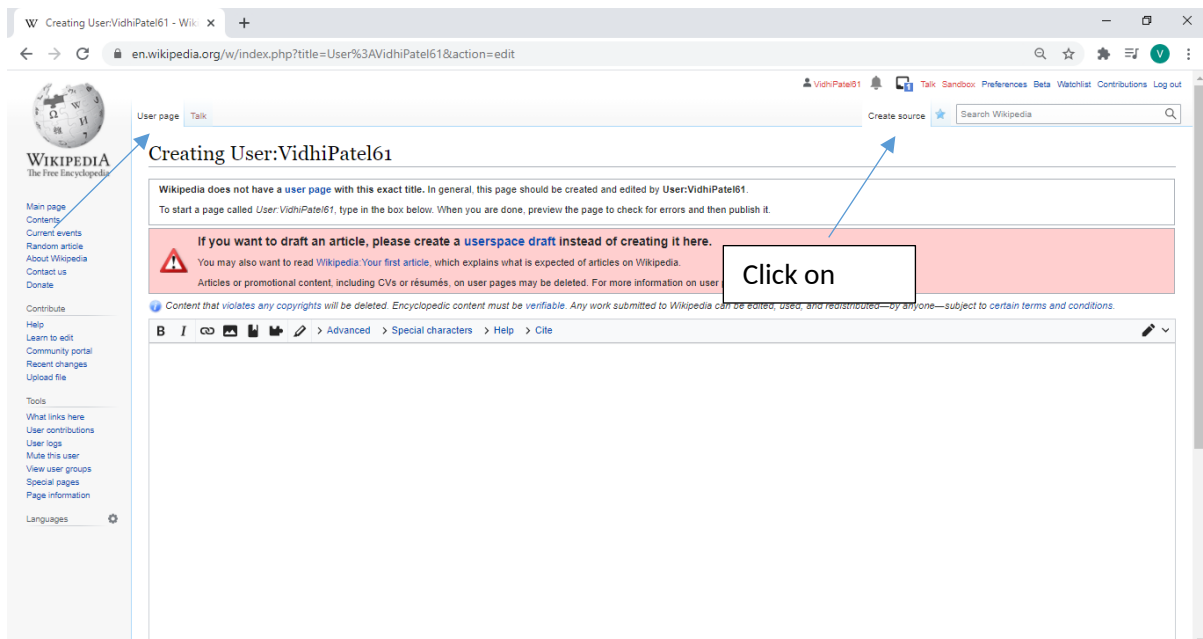 W Creating User:VidhiPatel61 - Wik
en.wikipedia.org/w/index.php?title=User%3AVidhiPatel61&action=edit
V
VidhiPatel61 1 Talk Sandbox Preferences Beta Watchlist Contributions Log out
User page Talk
Create source Search Wikipedia
WIKIPEDIA
The Free Encyclopedia
Main page
Contents
Current events
Random article
About Wikipedia
Contact us
Donate
Contribute
Help
Learn to edit
Community portal
Recent changes
Upload file
Tools
What links here
User contributions
User logs
Mute this user
View user groups
Special pages
Page information
Languages
Creating User:VidhiPatel61
Wikipedia does not have a user page with this exact title. In general, this page should be created and edited by User:VidhiPatel61.
To start a page called User:VidhiPatel61, type in the box below. When you are done, preview the page to check for errors and then publish it.
If you want to draft an article, please create a userspace draft instead of creating it here.
You may also want to read Wikipedia:Your first article, which explains what is expected of articles on Wikipedia.
Articles or promotional content, including CVs or résumés, on user pages may be deleted. For more information on user
Click on
Content that violates any copyrights will be deleted. Encyclopedic content must be verifiable. Any work submitted to Wikipedia can be edited, used, and redistributed—by anyone—subject to certain terms and conditions.
B I > Advanced > Special characters > Help > Cite